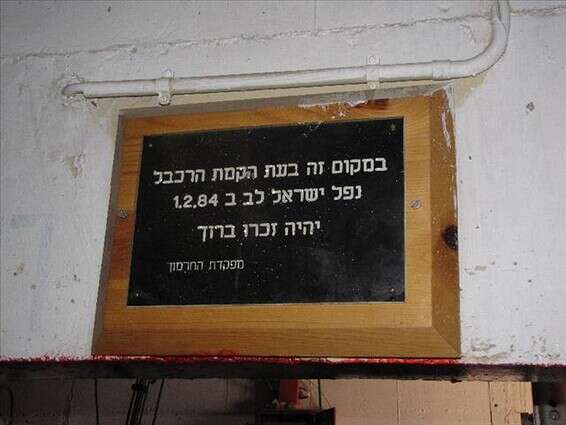 במקום זה בעת הקמת הרכבל
נפל ישראל לב ב 1.2.84
יהיה זכרו ברוך
מפקדת החרמון